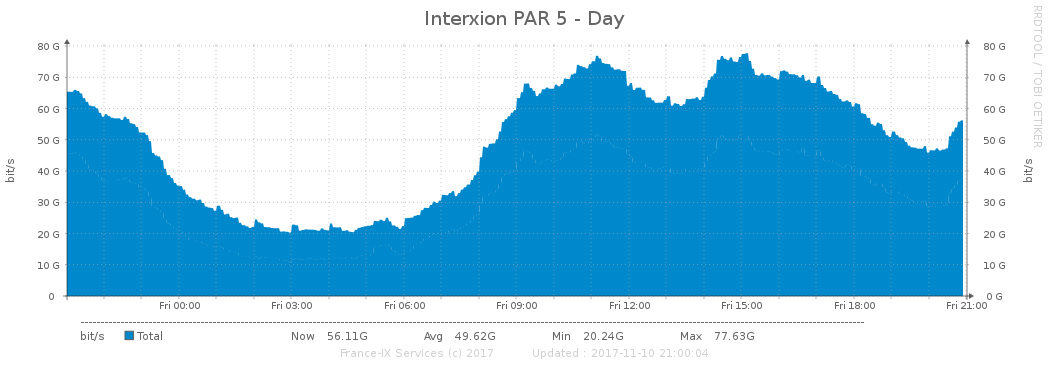 Interxion PAR 5 - Day
RRDTOOL / TOBI OETIKER
80 G 80 G
70 G 70 G
60 G 60 G
50 G 50 G
40 G 40 G
30 G 30 G
20 G 20 G
10 G 10 G
0 0 G
bit/s
bit/s
Fri 00:00 Fri 03:00 Fri 06:00 Fri 09:00 Fri 12:00 Fri 15:00 Fri 18:00 Fri 21:00
bit/s Total Now 56.11G Avg 49.62G Min 20.24G Max 77.63G
France-IX Services (c) 2017 Updated : 2017-11-10 21:00:04